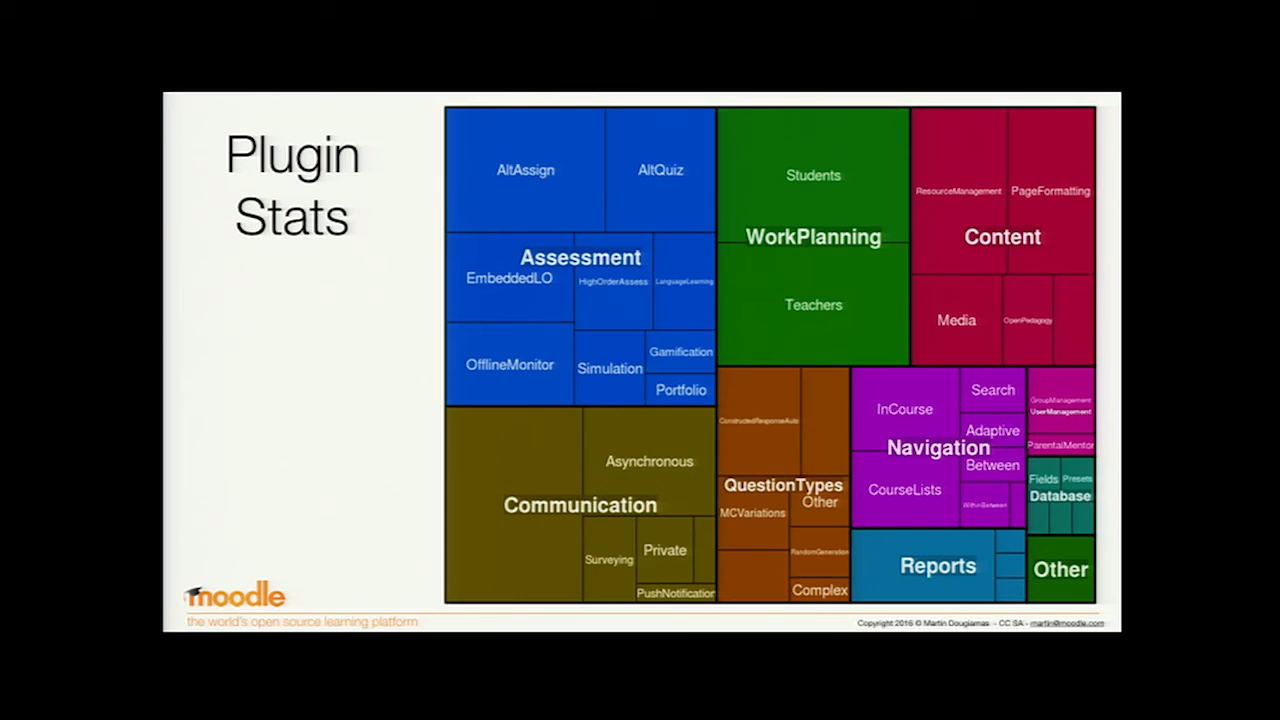 Plugin
Stats
AltAssign
AltQuiz
Assessment
EmbeddedLO
HighOrderAssess
LanguageLearning
OfflineMonitor
Simulation
Gamification
Portfolio
Communication
Asynchronous
Surveying
Private
PushNotification
WorkPlanning
Students
Teachers
Content
ResourceManagement
PageFormatting
Media
OpenPedagogy
QuestionTypes
ConstructedResponseAuto
MCVariations
Other
RandomGeneration
Complex
Navigation
InCourse
Search
Adaptive
Between
CourseLists
WithinBetween
GroupManagement
UserManagement
ParentalMentor
Fields
Presets
Database
Reports
Other
moodle
the world's open source learning platform
Copyright 2016 © Martin Dougiamas - CC SA - martin@moodle.com